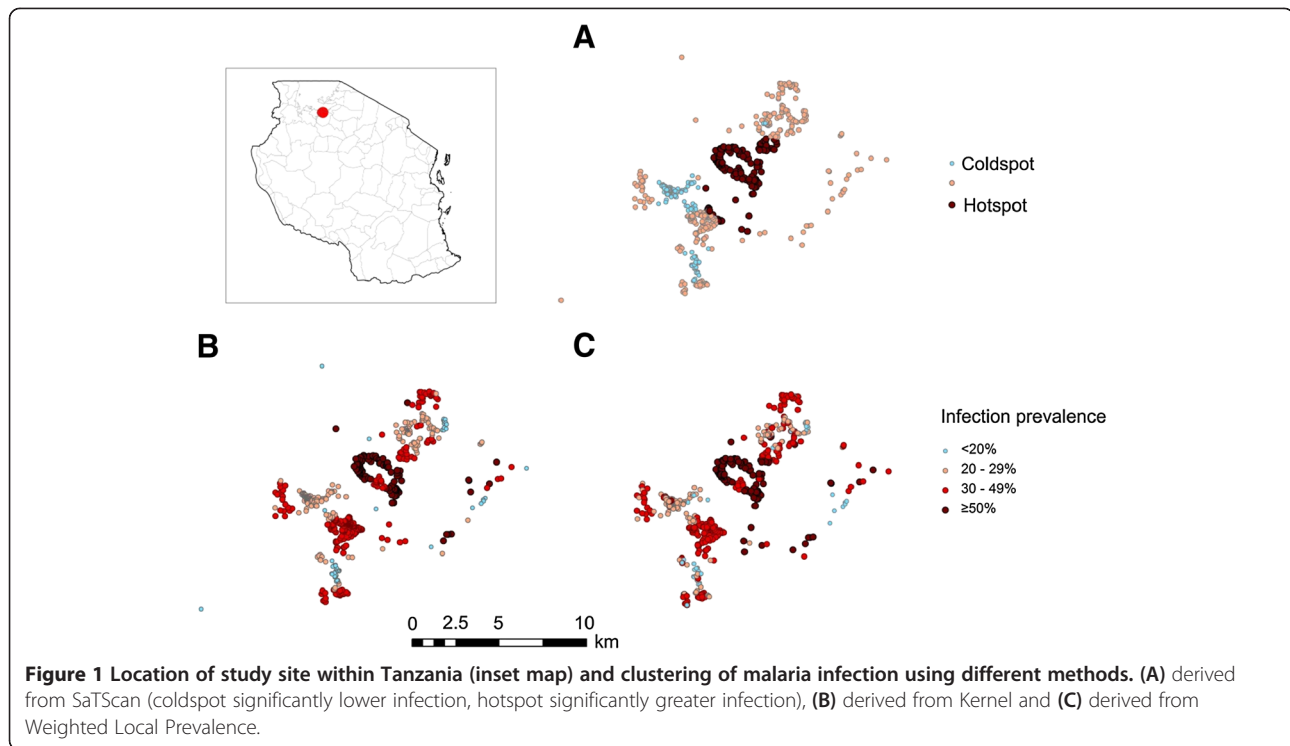 A
Coldspot
Hotspot
B
C
Infection prevalence
<20%
20 - 29%
30 - 49%
≥50%
0 2.5 5 10
km
Figure 1 Location of study site within Tanzania (inset map) and clustering of malaria infection using different methods. (A) derived
from SaTScan (coldspot significantly lower infection, hotspot significantly greater infection), (B) derived from Kernel and (C) derived from
Weighted Local Prevalence.